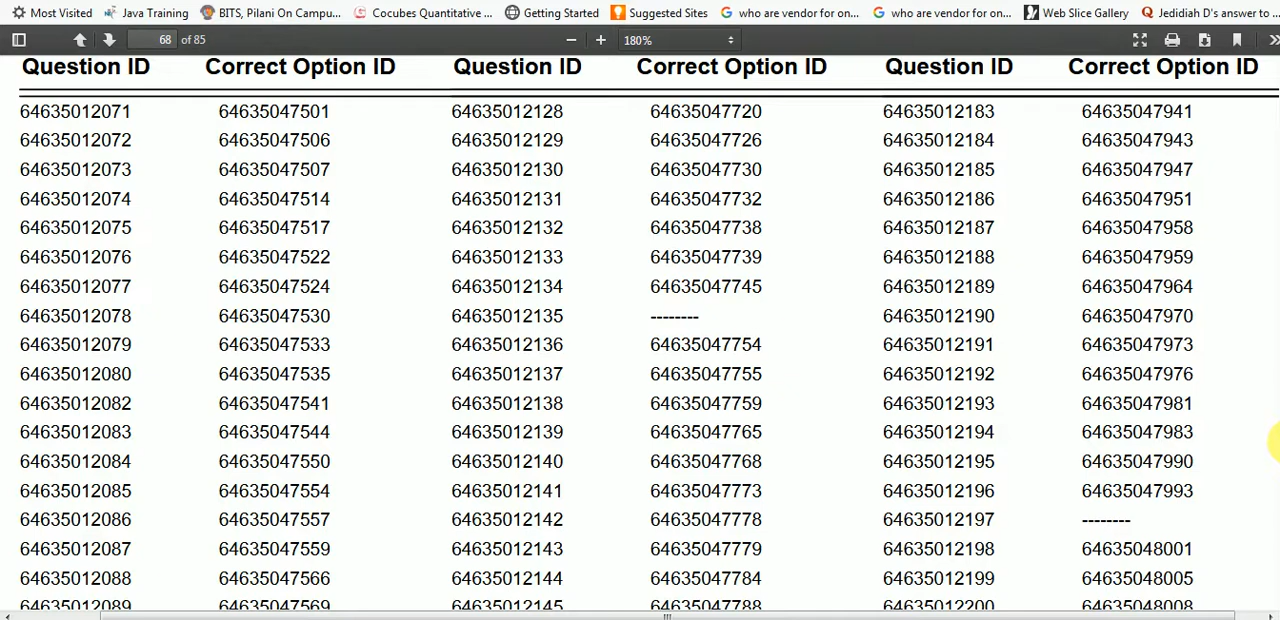 Most Visited Java Training BITS, Pilani On Campu... Cocubes Quantitative ... Getting Started Suggested Sites who are vendor for on... who are vendor for on... Web Slice Gallery Jedidiah D's answer to ...
68 of 85 180%
Question ID Correct Option ID Question ID Correct Option ID Question ID Correct Option ID
64635012071 64635047501 64635012128 64635047720 64635012183 64635047941
64635012072 64635047506 64635012129 64635047726 64635012184 64635047943
64635012073 64635047507 64635012130 64635047730 64635012185 64635047947
64635012074 64635047514 64635012131 64635047732 64635012186 64635047951
64635012075 64635047517 64635012132 64635047738 64635012187 64635047958
64635012076 64635047522 64635012133 64635047739 64635012188 64635047959
64635012077 64635047524 64635012134 64635047745 64635012189 64635047964
64635012078 64635047530 64635012135 -------- 64635012190 64635047970
64635012079 64635047533 64635012136 64635047754 64635012191 64635047973
64635012080 64635047535 64635012137 64635047755 64635012192 64635047976
64635012082 64635047541 64635012138 64635047759 64635012193 64635047981
64635012083 64635047544 64635012139 64635047765 64635012194 64635047983
64635012084 64635047550 64635012140 64635047768 64635012195 64635047990
64635012085 64635047554 64635012141 64635047773 64635012196 64635047993
64635012086 64635047557 64635012142 64635047778 64635012197 --------
64635012087 64635047559 64635012143 64635047779 64635012198 64635048001
64635012088 64635047566 64635012144 64635047784 64635012199 64635048005
64635012089 64635047569 64635012145 64635047788 64635012200 64635048008